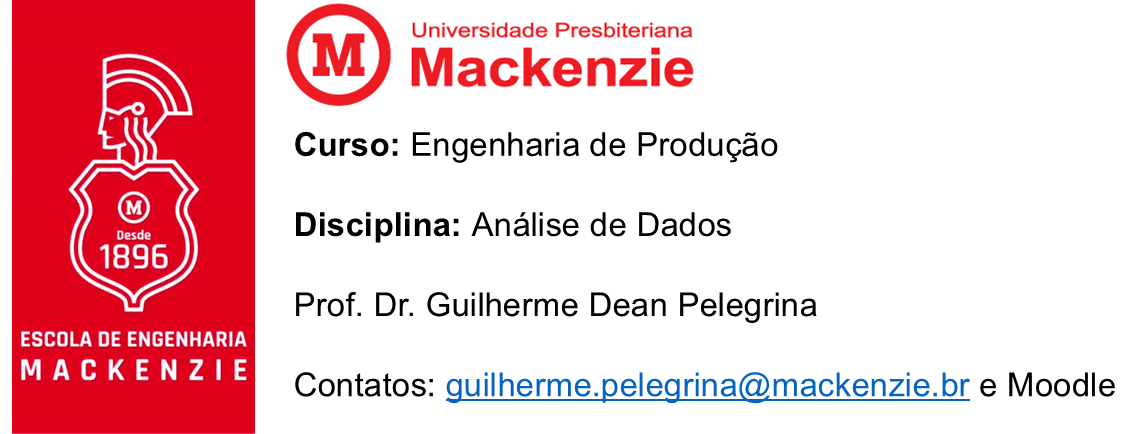 M
Desde
1896
ESCOLA DE ENGENHARIA
MACKENZIE
M
Universidade Presbiteriana
Mackenzie
Curso: Engenharia de Produção
Disciplina: Análise de Dados
Prof. Dr. Guilherme Dean Pelegrina
Contatos: guilherme.pelegrina@mackenzie.br e Moodle